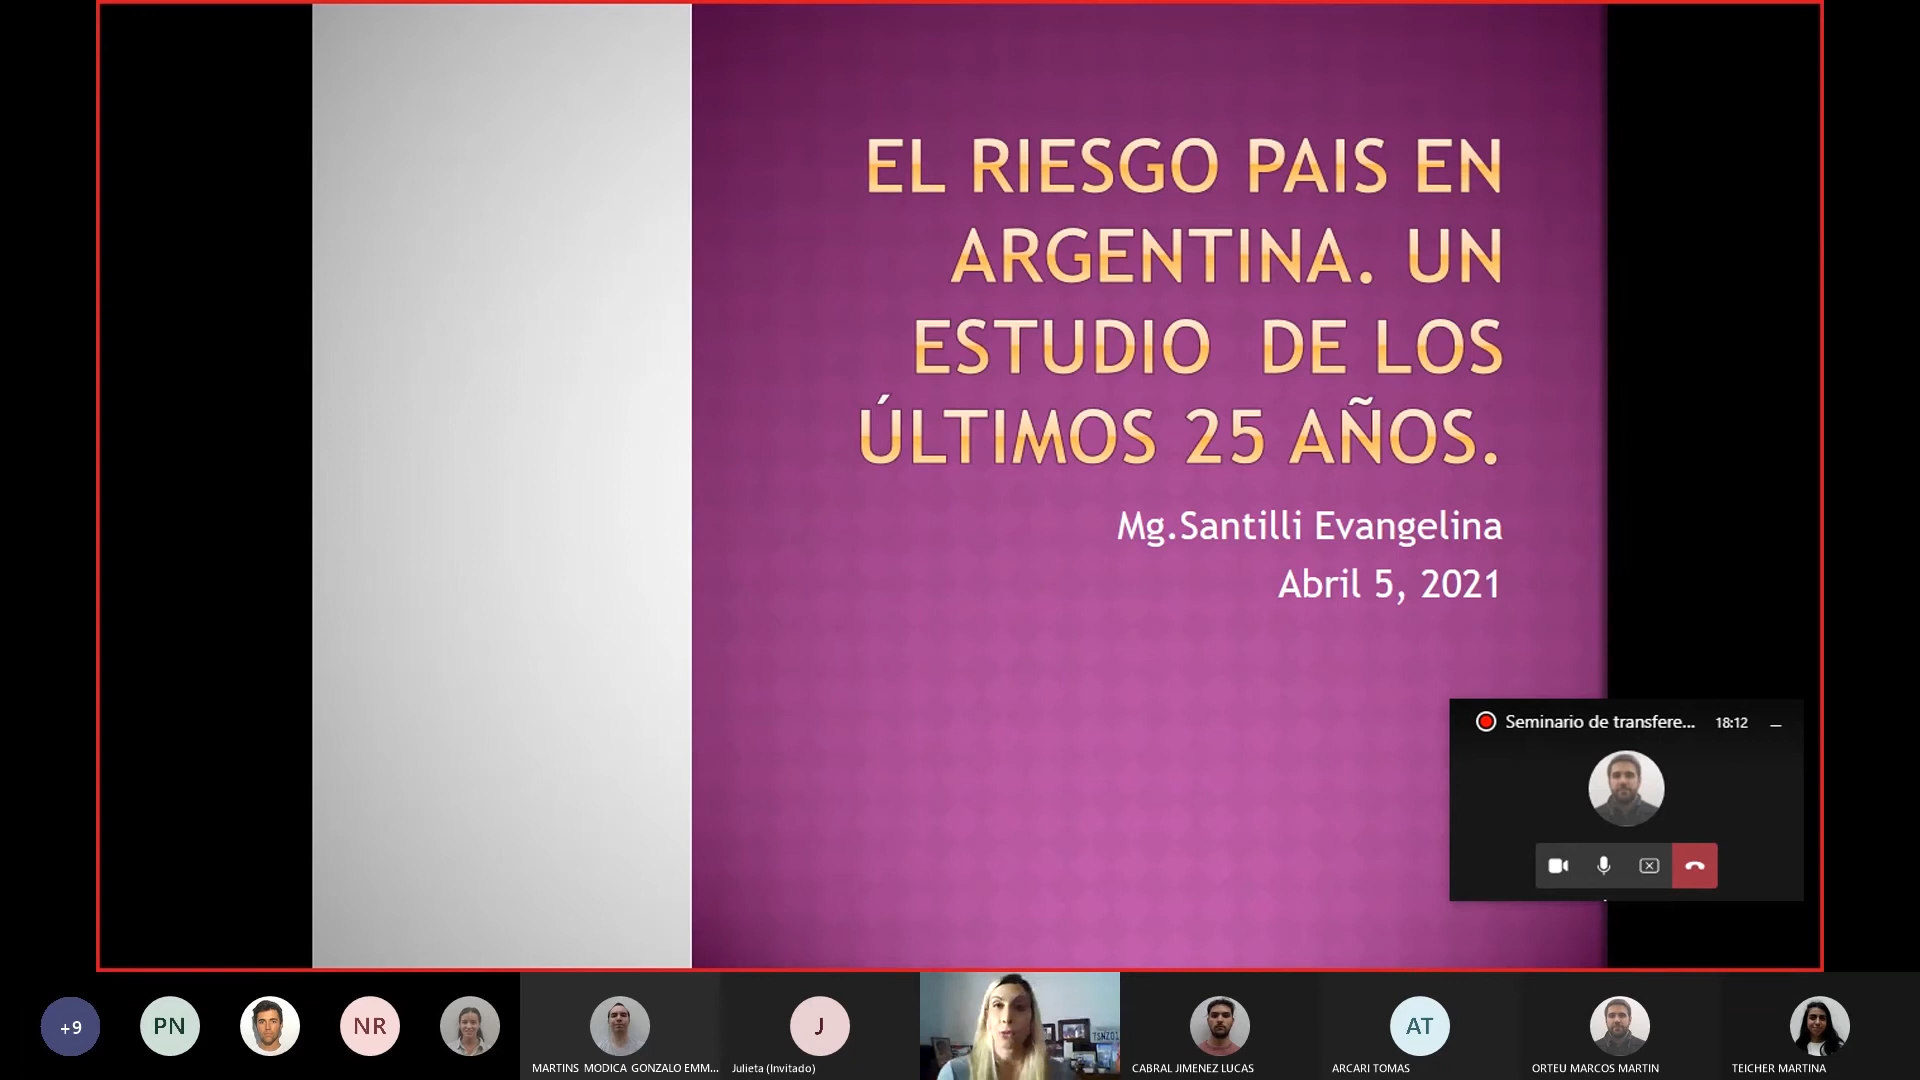 EL RIESGO PAIS EN
ARGENTINA. UN
ESTUDIO DE LOS
ÚLTIMOS 25 AÑOS.
Mg.Santilli Evangelina
Abril 5, 2021
Seminario de transfere... 18:12
+9
PN
NR
J
AT
MARTINS MODICA GONZALO EMM...
Julieta (Invitado)
CABRAL JIMENEZ LUCAS
ARCARI TOMAS
ORTEU MARCOS MARTIN
TEICHER MARTINA